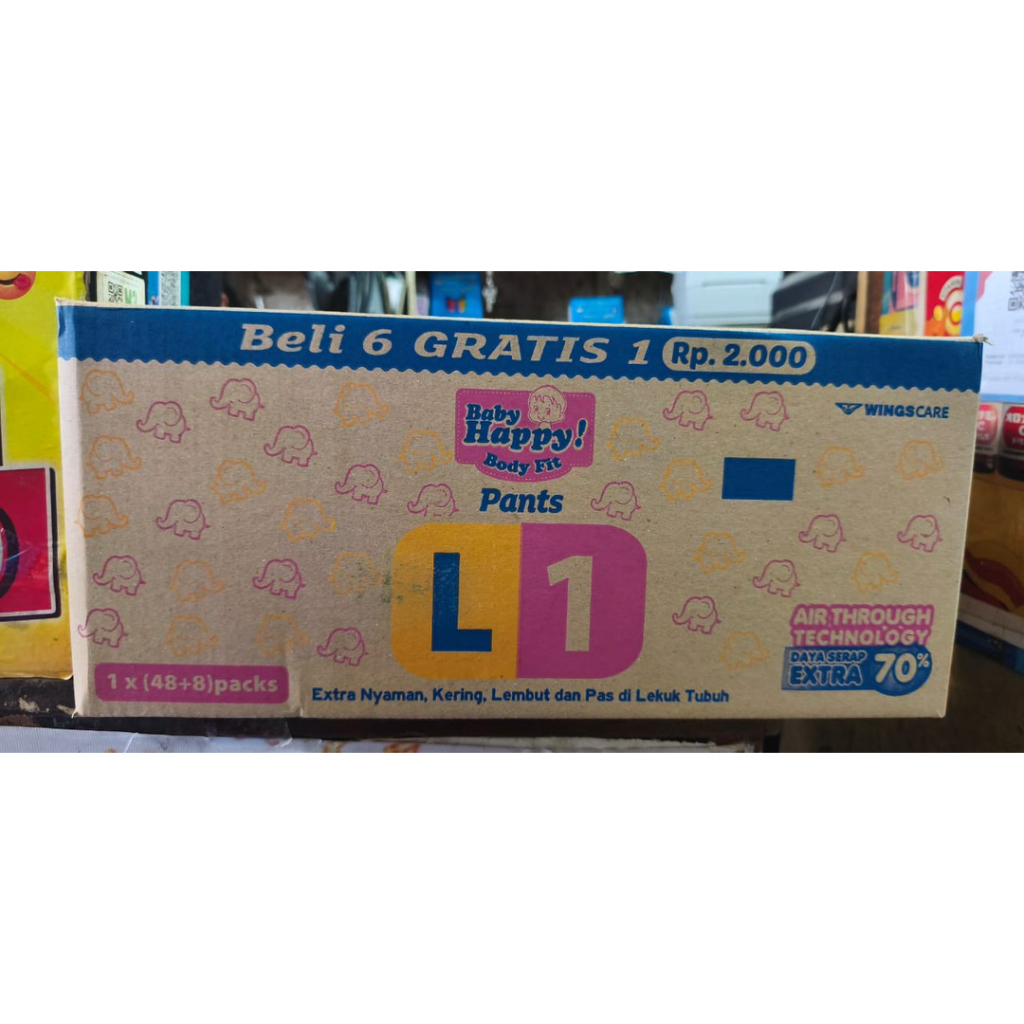 Beli 6 GRATIS 1 Rp. 2.000
WINGSCARE
Baby
Happy!
Body Fit
Pants
L 1
AIR THROUGH
TECHNOLOGY
DAYA SERAP
EXTRA 70%
1 x (48+8)packs
Extra Nyaman, Kering, Lembut dan Pas di Lekuk Tubuh